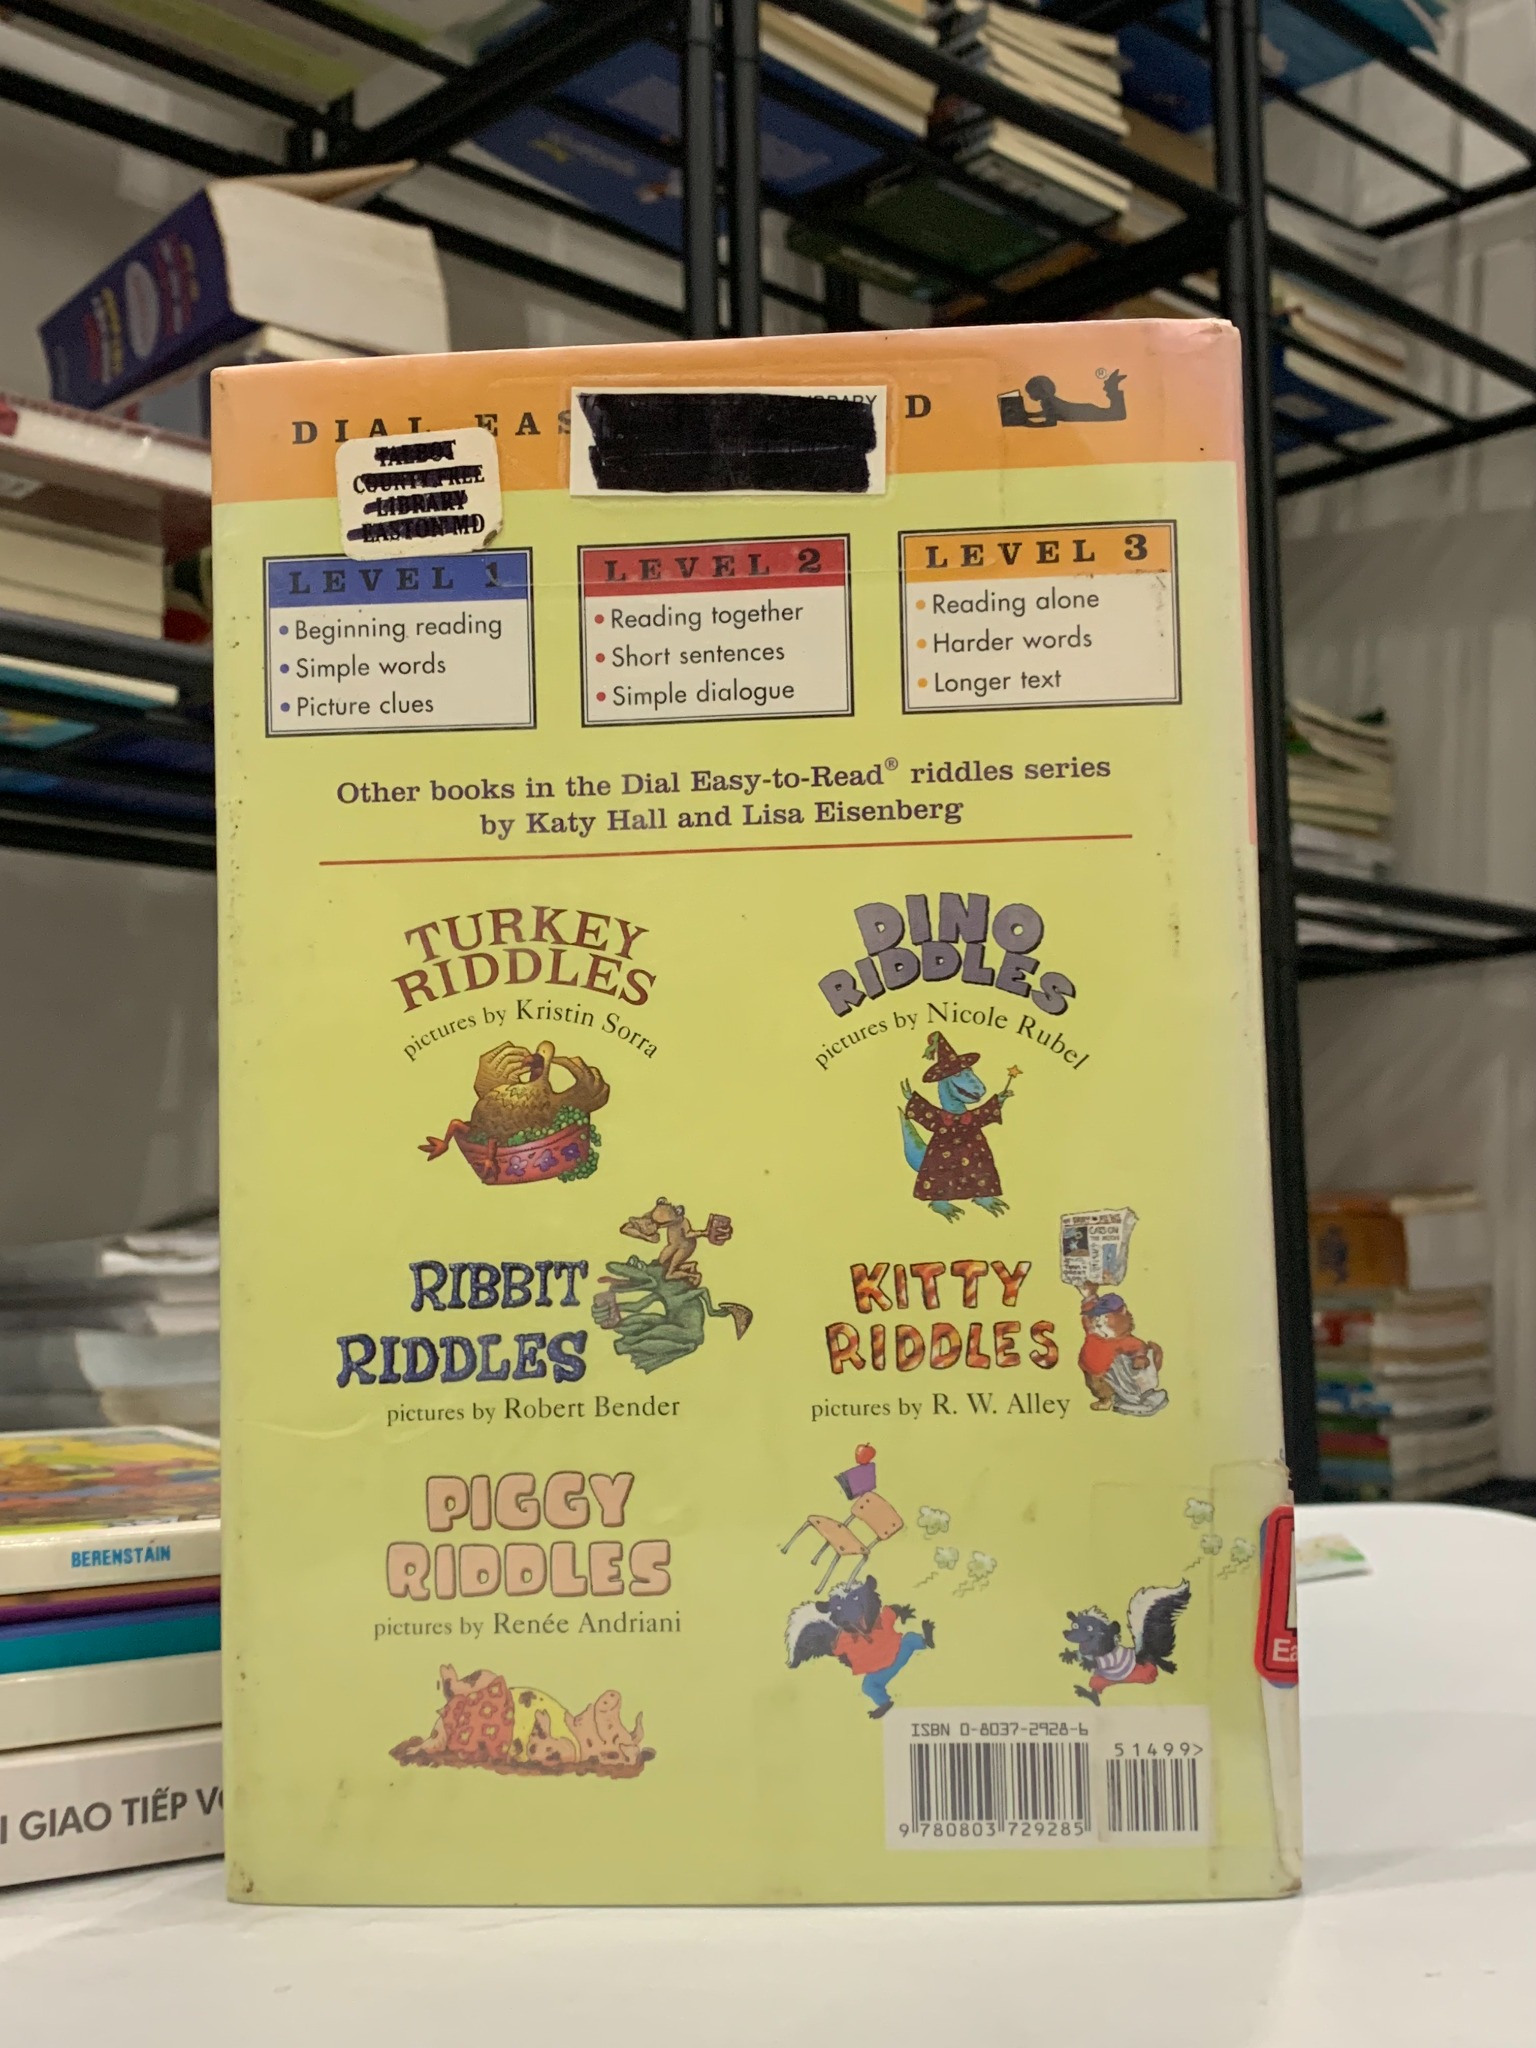 DIAL EAS
D
®
LIBRARY
TALBOT
COUNTY FREE
LIBRARY
EASTON MD
LEVEL 1
• Beginning reading
• Simple words
• Picture clues
LEVEL 2
• Reading together
• Short sentences
• Simple dialogue
LEVEL 3
• Reading alone
• Harder words
• Longer text
Other books in the Dial Easy-to-Read® riddles series
by Katy Hall and Lisa Eisenberg
TURKEY
RIDDLES
pictures by Kristin Sorra
DINO
RIDDLES
pictures by Nicole Rubel
RIBBIT
RIDDLES
pictures by Robert Bender
KITTY
RIDDLES
pictures by R. W. Alley
CATS ON
PIGGY
RIDDLES
pictures by Renée Andriani
Ea
ISBN 0-8037-2928-6
51499>
9 780803 729285
BERENSTAIN
I GIAO TIẾP V